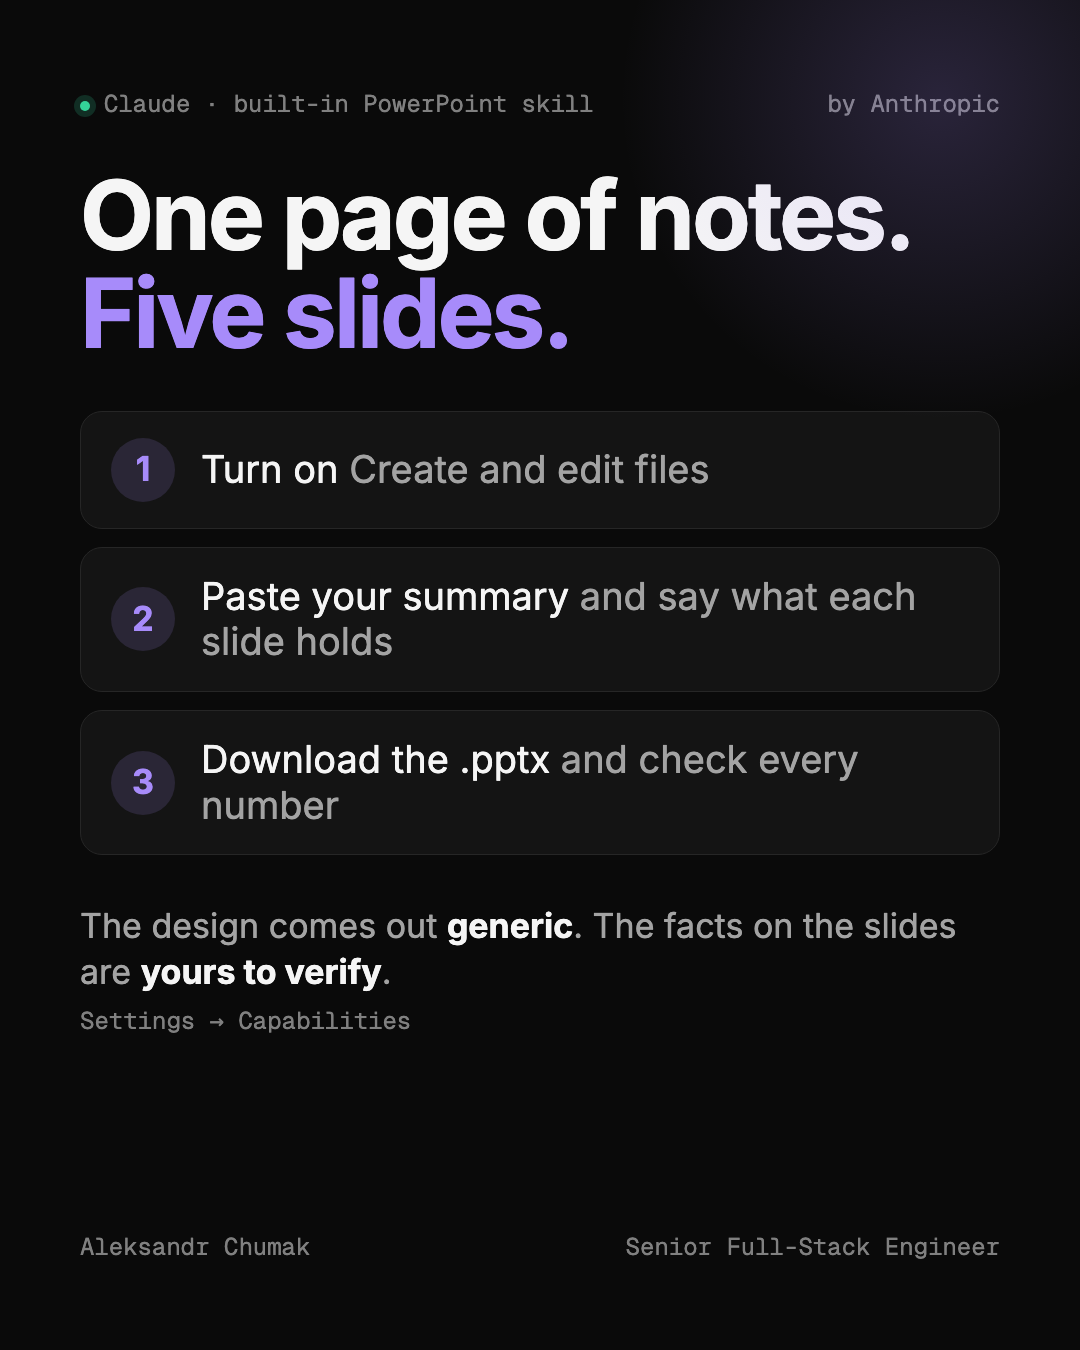 Claude · built-in PowerPoint skill
by Anthropic
One page of notes.
Five slides.
1
Turn on Create and edit files
2
Paste your summary and say what each
slide holds
3
Download the .pptx and check every
number
The design comes out generic. The facts on the slides
are yours to verify.
Settings → Capabilities
Aleksandr Chumak
Senior Full-Stack Engineer